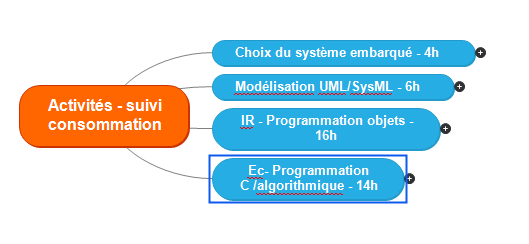 Choix du système embarqué - 4h
Modélisation UML/SysML - 6h
Activités - suivi
consommation
IR - Programmation objets -
16h
Ec- Programmation
C /algorithmique - 14h